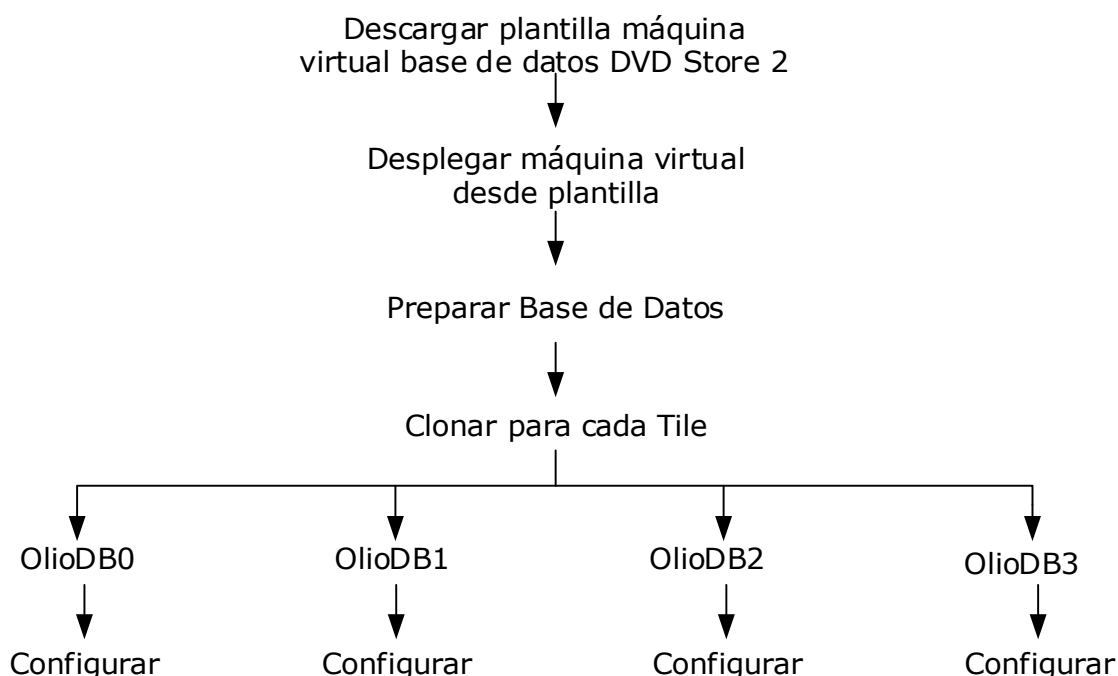 Descargar plantilla máquina
virtual base de datos DVD Store 2
Desplegar máquina virtual
desde plantilla
Preparar Base de Datos
Clonar para cada Tile
OlioDB0
OlioDB1
OlioDB2
OlioDB3
Configurar
Configurar
Configurar
Configurar